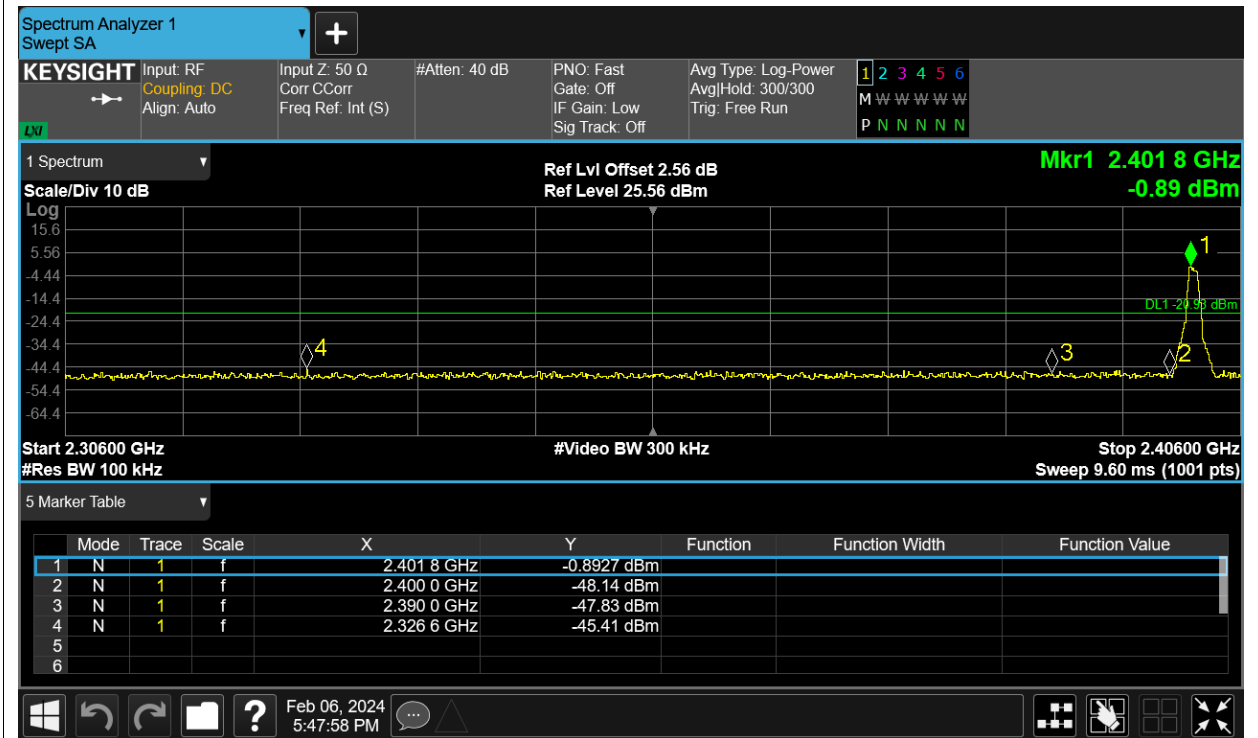 Spectrum Analyzer 1
Swept SA
+
KEYSIGHT Input: RF Input Z: 50 Ω #Atten: 40 dB PNO: Fast Avg Type: Log-Power 1 2 3 4 5 6
Coupling: DC Corr CCorr Gate: Off Avg|Hold: 300/300 M W W W W W
Align: Auto Freq Ref: Int (S) IF Gain: Low Trig: Free Run
LXI Sig Track: Off P N N N N N
1 Spectrum Ref Lvl Offset 2.56 dB Mkr1 2.401 8 GHz
Scale/Div 10 dB Ref Level 25.56 dBm -0.89 dBm
Log
15.6
5.56 1
-4.44
-14.4 DL1 -20.93 dBm
-24.4
-34.4 4 3 2
-44.4
-54.4
-64.4
Start 2.30600 GHz #Video BW 300 kHz Stop 2.40600 GHz
#Res BW 100 kHz Sweep 9.60 ms (1001 pts)
5 Marker Table
Mode Trace Scale X Y Function Function Width Function Value
1 N 1 f 2.401 8 GHz -0.8927 dBm
2 N 1 f 2.400 0 GHz -48.14 dBm
3 N 1 f 2.390 0 GHz -47.83 dBm
4 N 1 f 2.326 6 GHz -45.41 dBm
5
6
? Feb 06, 2024
5:47:58 PM